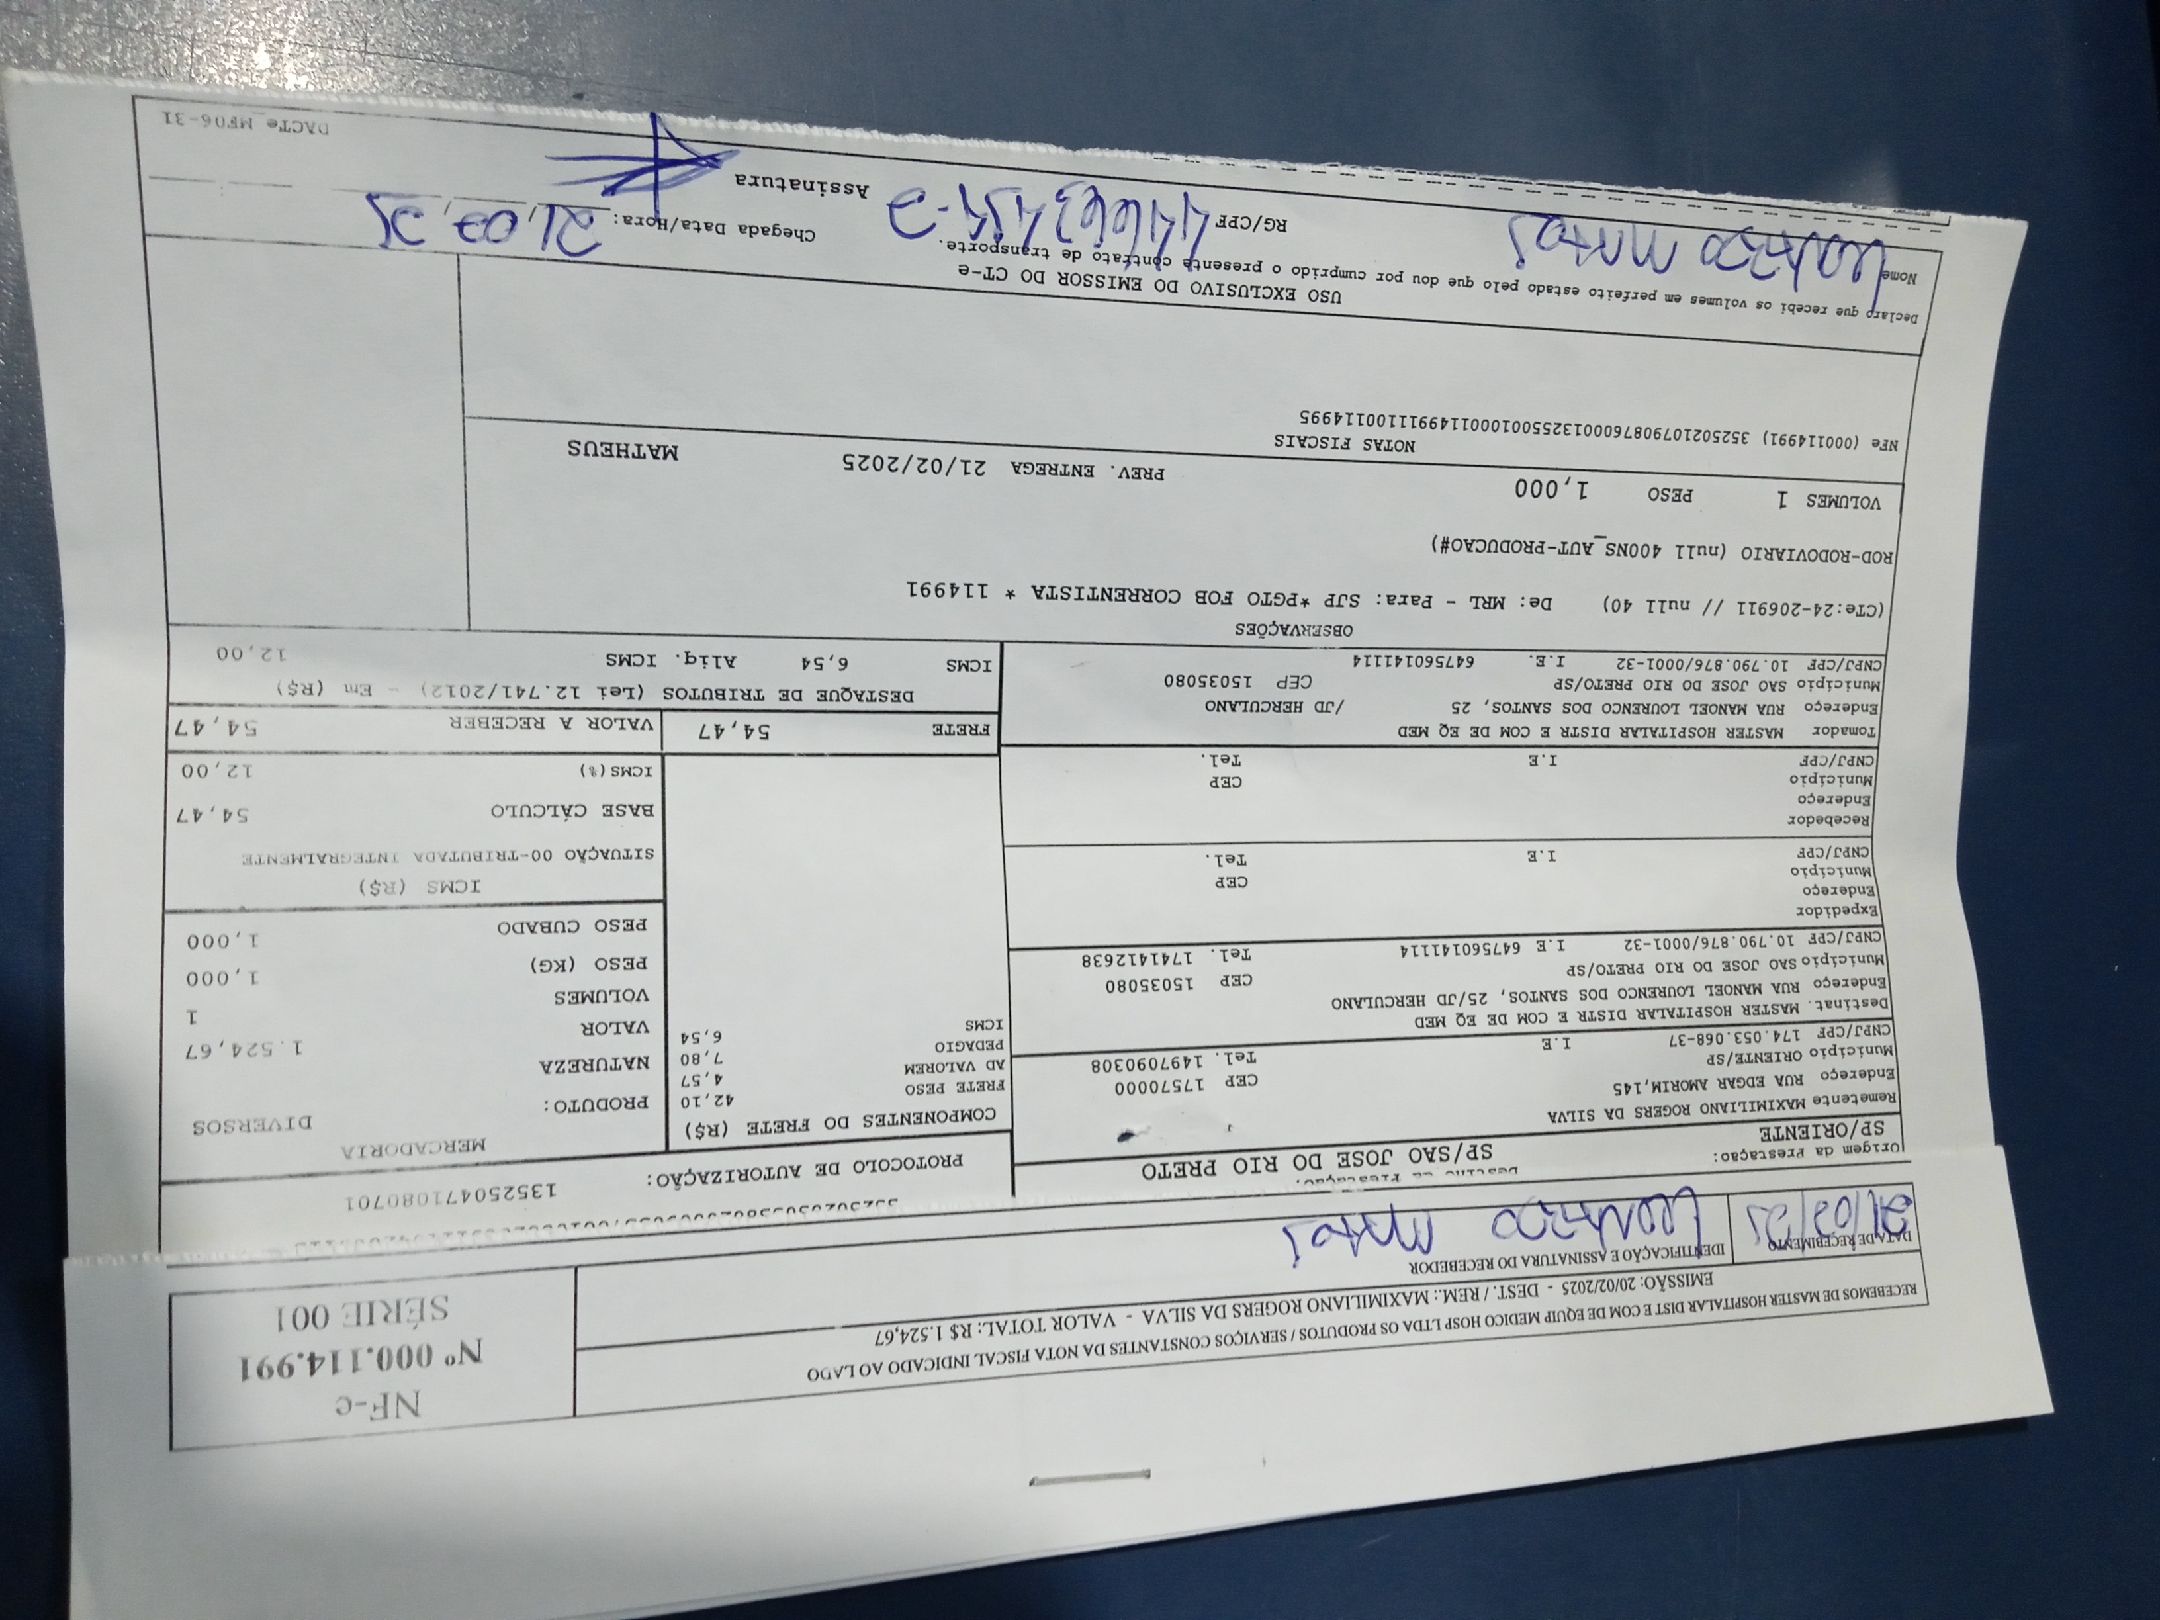 RECEBEMOS DE MASTER HOSPITALAR DIST E COM DE EQUIP MEDICO HOSP LTDA OS PRODUTOS / SERVIÇOS CONSTANTES DA NOTA FISCAL INDICADO AO LADO
EMISSÃO: 20/02/2025 - DEST. / REM.: MAXIMILIANO ROGERS DA SILVA - VALOR TOTAL: R$ 1.524,67
NF-e
Nº 000.114.991
SÉRIE 001
DATA DE RECEBIMENTO
IDENTIFICAÇÃO E ASSINATURA DO RECEBEDOR
Leonardo Matos
PROTOCOLO DE AUTORIZAÇÃO: 135250471080701
Origem da Prestação:
SP/ORIENTE
SP/SAO JOSE DO RIO PRETO
Remetente MAXIMILIANO ROGERS DA SILVA
Endereço RUA EDGAR AMORIM,145
Município ORIENTE/SP CEP 17570000
CNPJ/CPF 174.053.068-37 I.E Tel. 1497090308
Destinat. MASTER HOSPITALAR DISTR E COM DE EQ MED
Endereço RUA MANOEL LOURENCO DOS SANTOS, 25/JD HERCULANO
Município SAO JOSE DO RIO PRETO/SP CEP 15035080
CNPJ/CPF 10.790.876/0001-32 I.E 647560141114 Tel. 1741412638
Expedidor
Endereço
Município CEP
CNPJ/CPF I.E Tel.
Recebedor
Endereço
Município CEP
CNPJ/CPF I.E Tel.
Tomador MASTER HOSPITALAR DISTR E COM DE EQ MED
Endereço RUA MANOEL LOURENCO DOS SANTOS, 25 /JD HERCULANO
Município SAO JOSE DO RIO PRETO/SP CEP 15035080
CNPJ/CPF 10.790.876/0001-32 I.E. 647560141114
COMPONENTES DO FRETE (R$)
FRETE PESO 42,10
AD VALOREM 4,57
PEDAGIO 7,80
ICMS 6,54
MERCADORIA
PRODUTO: DIVERSOS
NATUREZA
VALOR 1.524,67
VOLUMES 1
PESO (KG) 1,000
PESO CUBADO 1,000
ICMS (R$)
SITUAÇÃO 00-TRIBUTADA INTEGRALMENTE
BASE CÁLCULO 54,47
ICMS(%) 12,00
FRETE 54,47 VALOR A RECEBER 54,47
DESTAQUE DE TRIBUTOS (Lei 12.741/2012) - Em (R$)
ICMS 6,54 Aliq. ICMS 12,00
OBSERVAÇÕES
(CTe:24-206911 // null 40) De: MRL - Para: SJP *PGTO FOB CORRENTISTA * 114991
ROD-RODOVIARIO (null 400NS_AUT-PRODUCAO#)
VOLUMES 1 PESO 1,000 PREV. ENTREGA 21/02/2025 MATHEUS
NOTAS FISCAIS
NFe (000114991) 35250210790876000132550010001149911100114995
USO EXCLUSIVO DO EMISSOR DO CT-e
Declaro que recebi os volumes em perfeito estado pelo que dou por cumprido o presente contrato de transporte.
Nome Leonardo Matos RG/CPF Assinatura Chegada Data/Hora:
DACTe_MF06-31